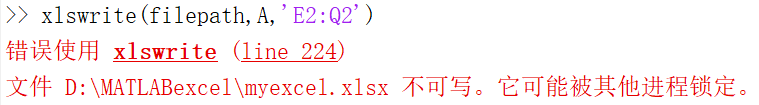 >> xlswrite(filepath,A,'E2:Q2')
错误使用 xlswrite (line 224)
文件 D:\MATLABexcel\myexcel.xlsx 不可写。它可能被其他进程锁定。